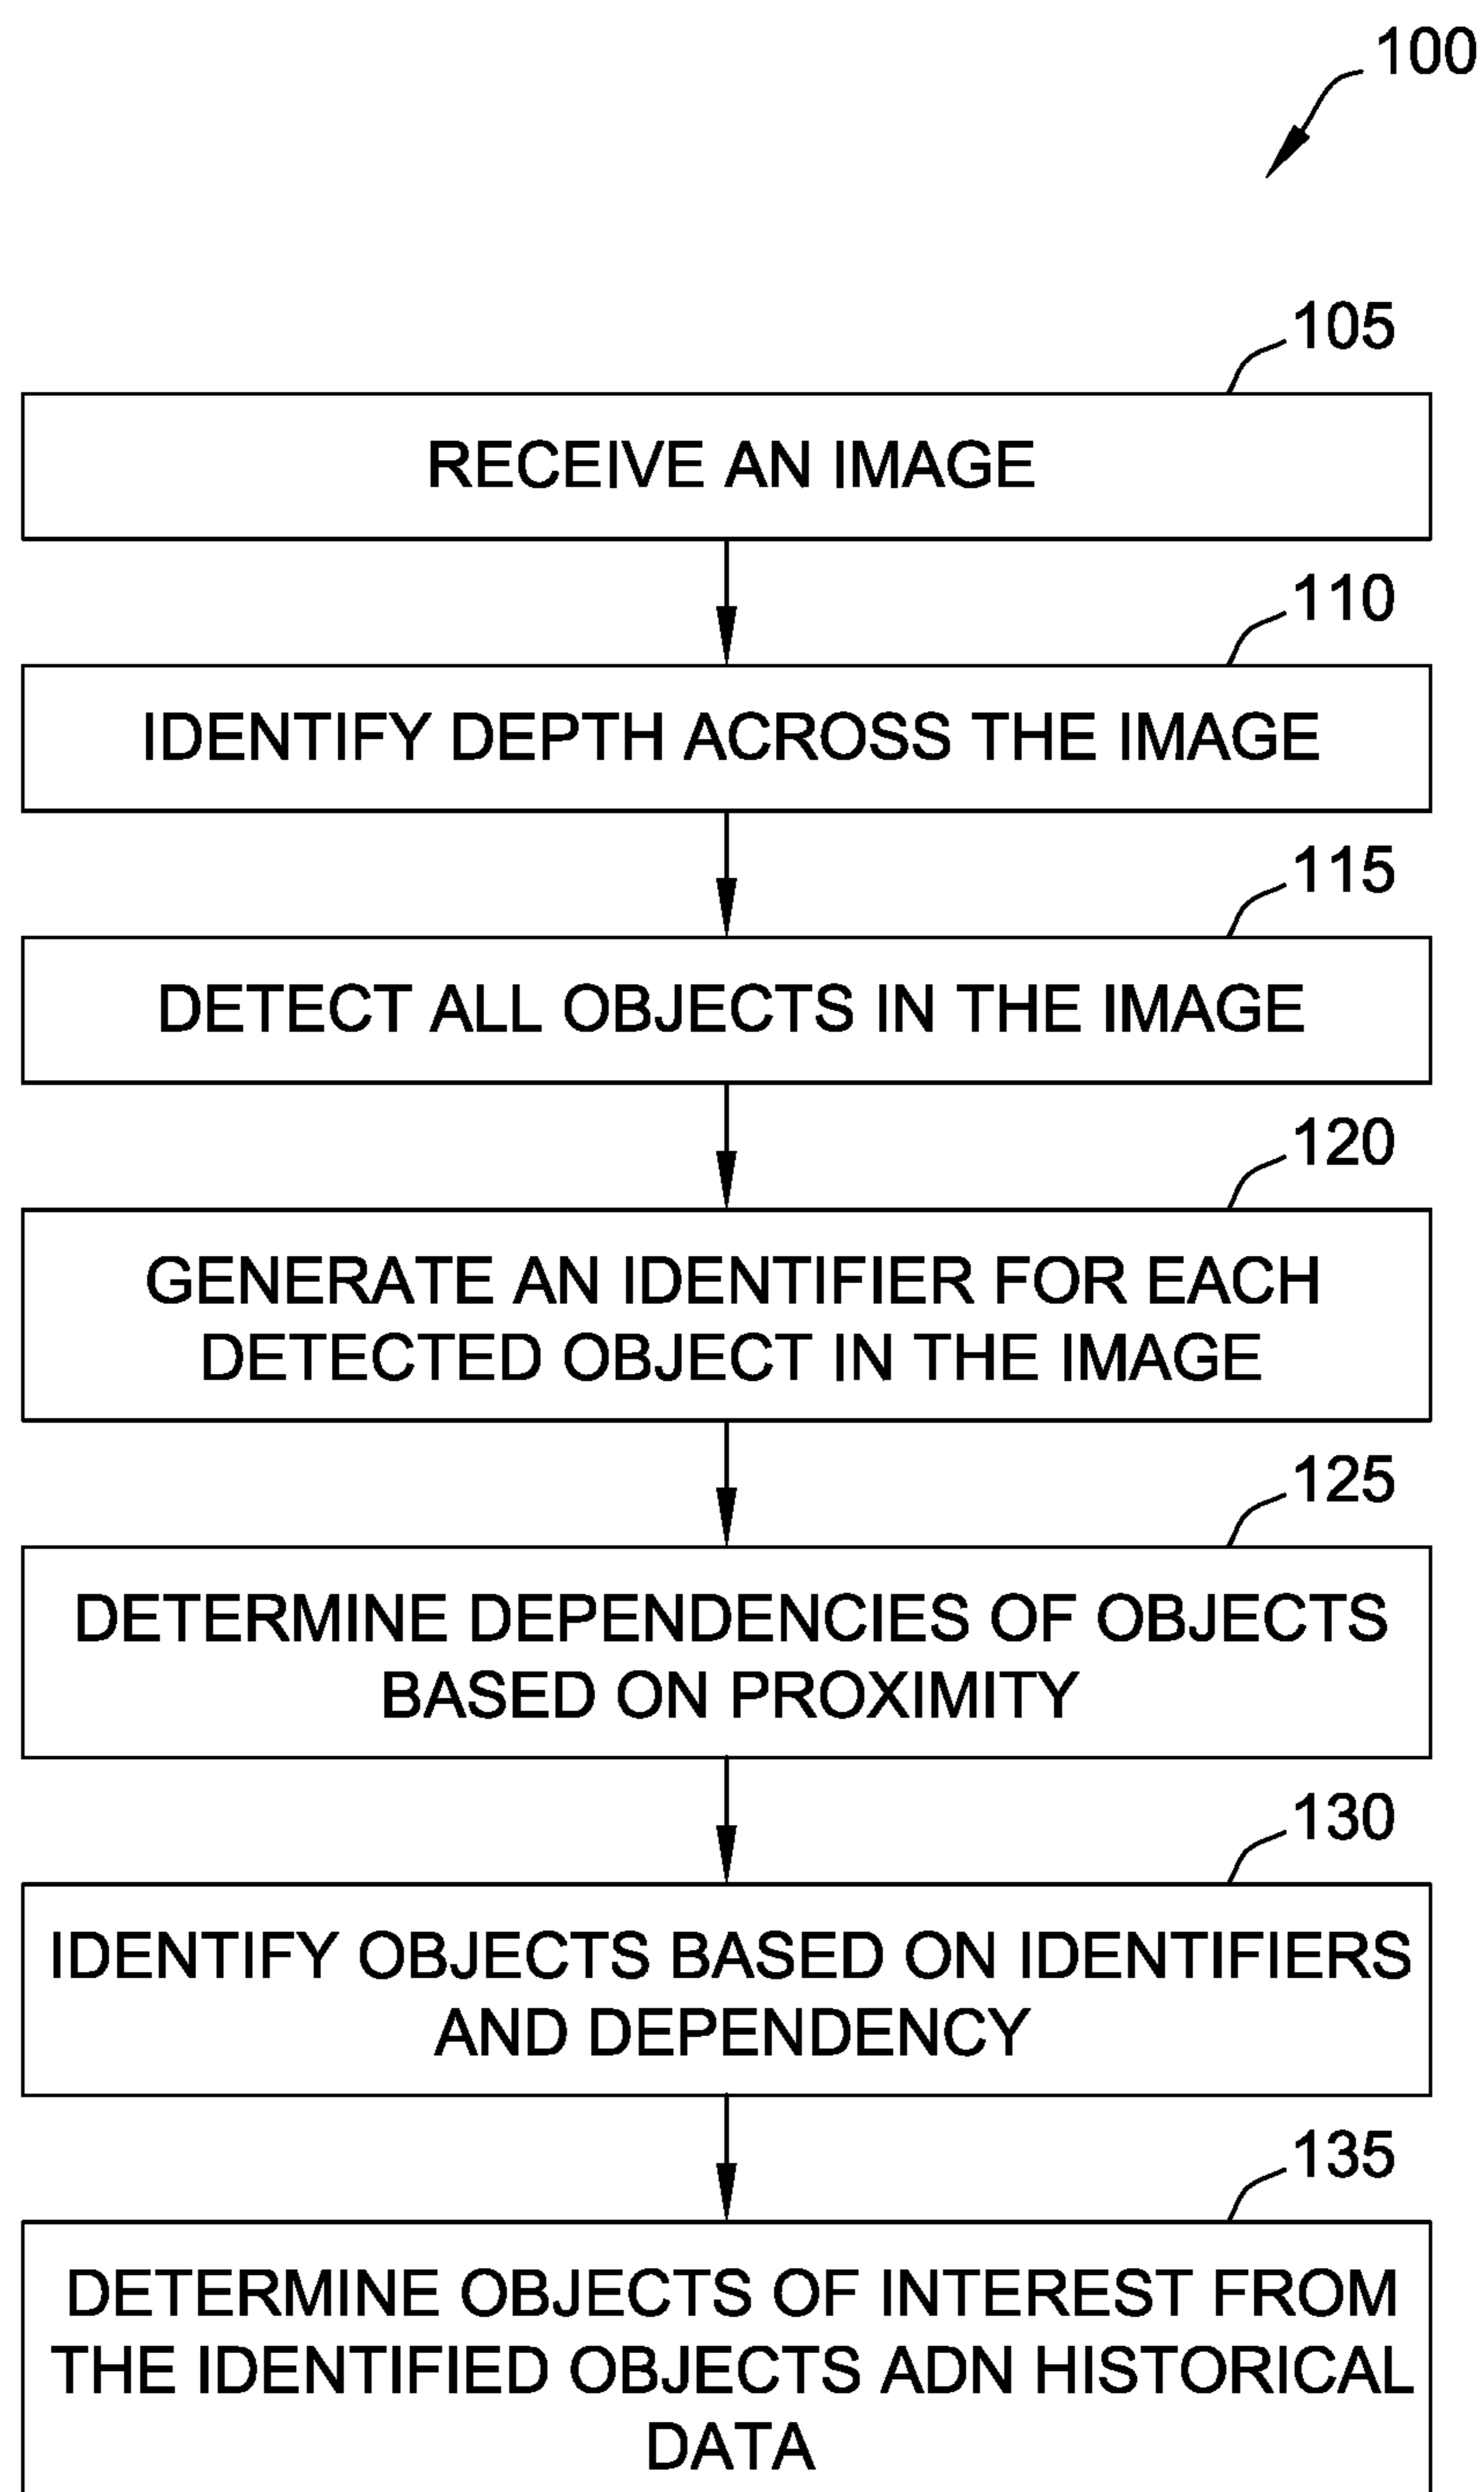 100
105
RECEIVE AN IMAGE
110
IDENTIFY DEPTH ACROSS THE IMAGE
115
DETECT ALL OBJECTS IN THE IMAGE
120
GENERATE AN IDENTIFIER FOR EACH
DETECTED OBJECT IN THE IMAGE
125
DETERMINE DEPENDENCIES OF OBJECTS
BASED ON PROXIMITY
130
IDENTIFY OBJECTS BASED ON IDENTIFIERS
AND DEPENDENCY
135
DETERMINE OBJECTS OF INTEREST FROM
THE IDENTIFIED OBJECTS ADN HISTORICAL
DATA